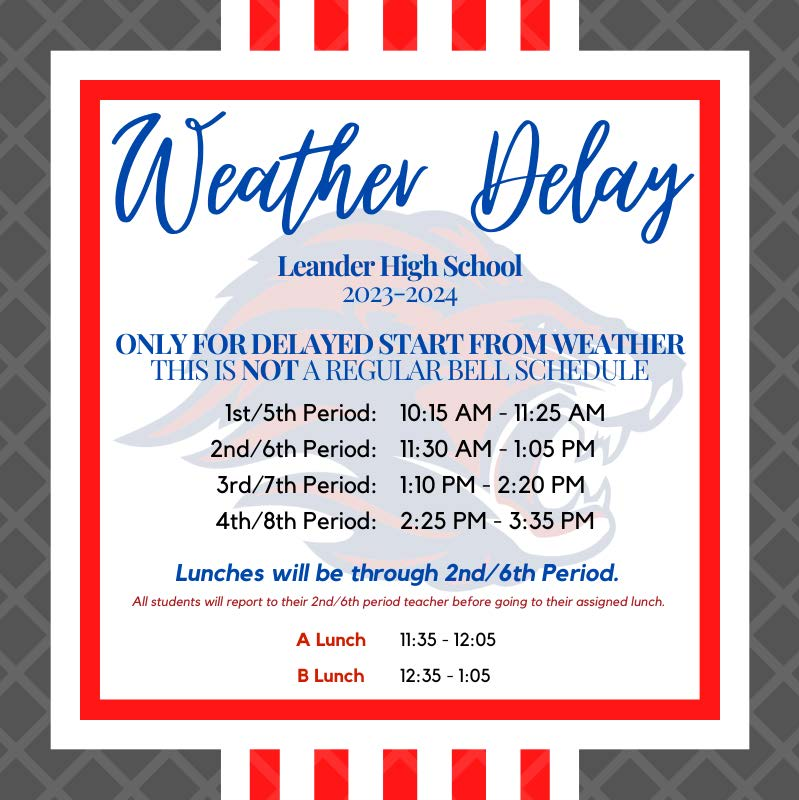 Weather Delay
Leander High School
2023-2024
ONLY FOR DELAYED START FROM WEATHER
THIS IS NOT A REGULAR BELL SCHEDULE
1st/5th Period: 10:15 AM - 11:25 AM
2nd/6th Period: 11:30 AM - 1:05 PM
3rd/7th Period: 1:10 PM - 2:20 PM
4th/8th Period: 2:25 PM - 3:35 PM
Lunches will be through 2nd/6th Period.
All students will report to their 2nd/6th period teacher before going to their assigned lunch.
A Lunch 11:35 - 12:05
B Lunch 12:35 - 1:05